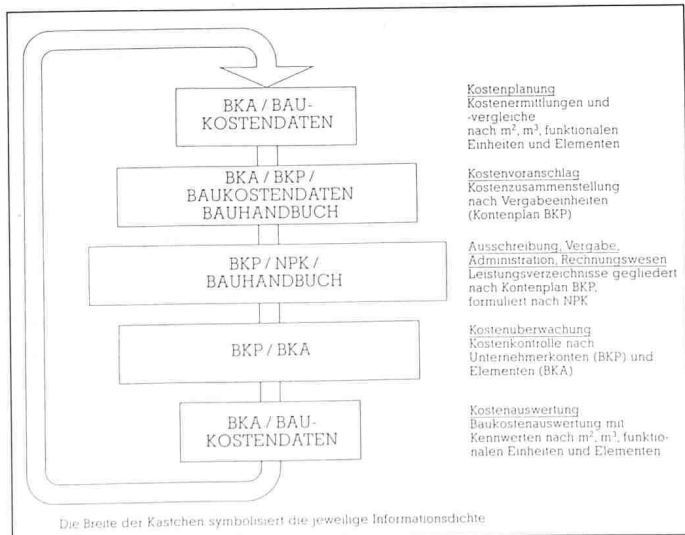 BKA / BAU-
KOSTENDATEN
Kostenplanung
Kostenermittlungen und
-vergleiche
nach m², m³, funktionalen
Einheiten und Elementen
BKA / BKP /
BAUKOSTENDATEN
BAUHANDBUCH
Kostenvoranschlag
Kostenzusammenstellung
nach Vergabeeinheiten
(Kontenplan BKP)
BKP / NPK /
BAUHANDBUCH
Ausschreibung, Vergabe,
Administration, Rechnungswesen
Leistungsverzeichnisse gegliedert
nach Kontenplan BKP,
formuliert nach NPK
BKP / BKA
Kostenüberwachung
Kostenkontrolle nach
Unternehmerkonten (BKP) und
Elementen (BKA)
BKA / BAU-
KOSTENDATEN
Kostenauswertung
Baukostenauswertung mit
Kennwerten nach m², m³, funktio-
nalen Einheiten und Elementen
Die Breite der Kästchen symbolisiert die jeweilige Informationsdichte